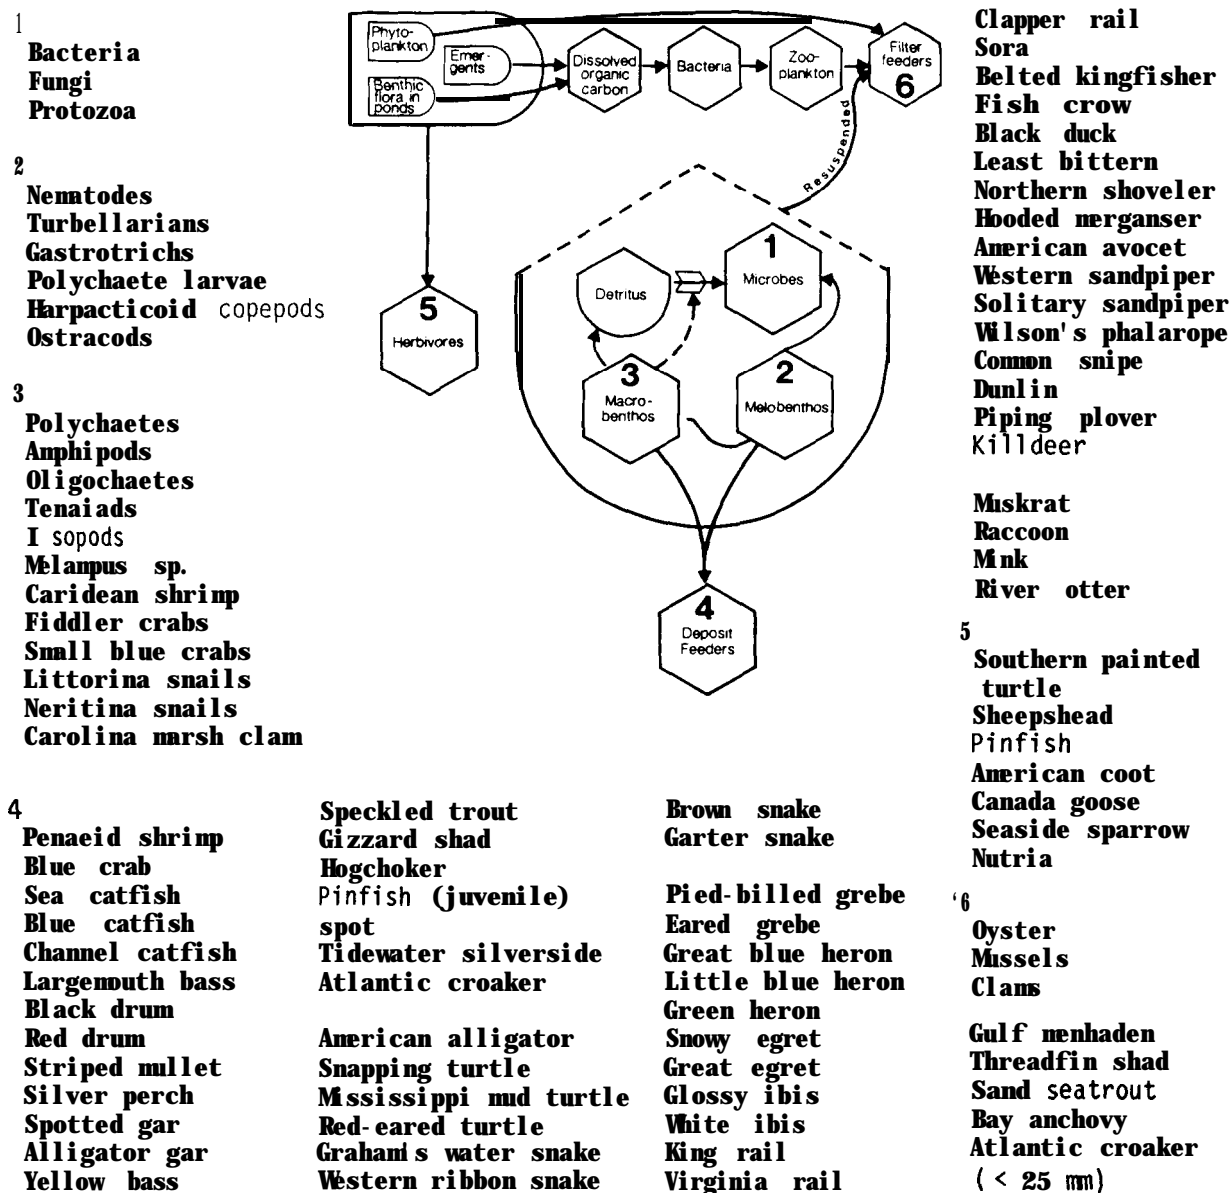 1
Bacteria
Fungi
Protozoa
2
Nematodes
Turbellarians
Gastrotrichs
Polychaete larvae
Harpacticoid copepods
Ostracods
3
Polychaetes
Amphipods
Oligochaetes
Tenaiads
I sopods
Melampus sp.
Caridean shrimp
Fiddler crabs
Small blue crabs
Littorina snails
Neritina snails
Carolina marsh clam
Phyto-
plankton
Emer-
gents
Benthic
flora in
ponds
Dissolved
organic
carbon
Bacteria
Zoo-
plankton
Filter
feeders
6
Resuspended
5
Herbivores
Detritus
1
Microbes
3
Macro-
benthos
2
Meiobenthos
4
Deposit
Feeders
4
Penaeid shrimp
Blue crab
Sea catfish
Blue catfish
Channel catfish
Largemouth bass
Black drum
Red drum
Striped mullet
Silver perch
Spotted gar
Alligator gar
Yellow bass
Speckled trout
Gizzard shad
Hogchoker
Pinfish (juvenile)
spot
Tidewater silverside
Atlantic croaker
American alligator
Snapping turtle
Mississippi mud turtle
Red-eared turtle
Graham's water snake
Western ribbon snake
Brown snake
Garter snake
Pied-billed grebe
Eared grebe
Great blue heron
Little blue heron
Green heron
Snowy egret
Great egret
Glossy ibis
White ibis
King rail
Virginia rail
Clapper rail
Sora
Belted kingfisher
Fish crow
Black duck
Least bittern
Northern shoveler
Hooded merganser
American avocet
Western sandpiper
Solitary sandpiper
Wilson's phalarope
Common snipe
Dunlin
Piping plover
Killdeer
Muskrat
Raccoon
Mink
River otter
5
Southern painted
turtle
Sheepshead
Pinfish
American coot
Canada goose
Seaside sparrow
Nutria
‘6
Oyster
Mussels
Clams
Gulf menhaden
Threadfin shad
Sand seatrout
Bay anchovy
Atlantic croaker
(< 25 mm)